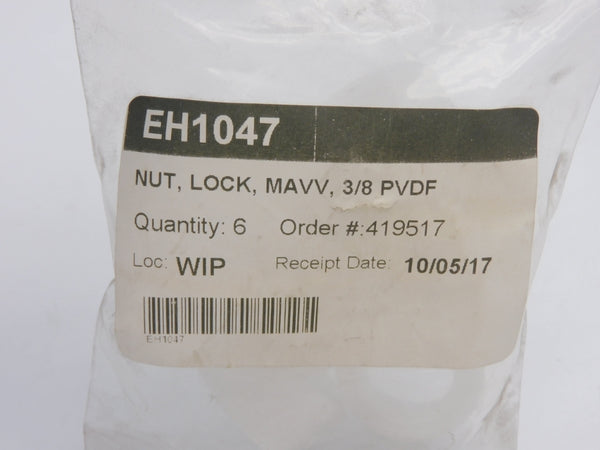 EH1047
NUT, LOCK, MAVV, 3/8 PVDF
Quantity: 6 Order #:419517
Loc: WIP Receipt Date: 10/05/17
EH1047